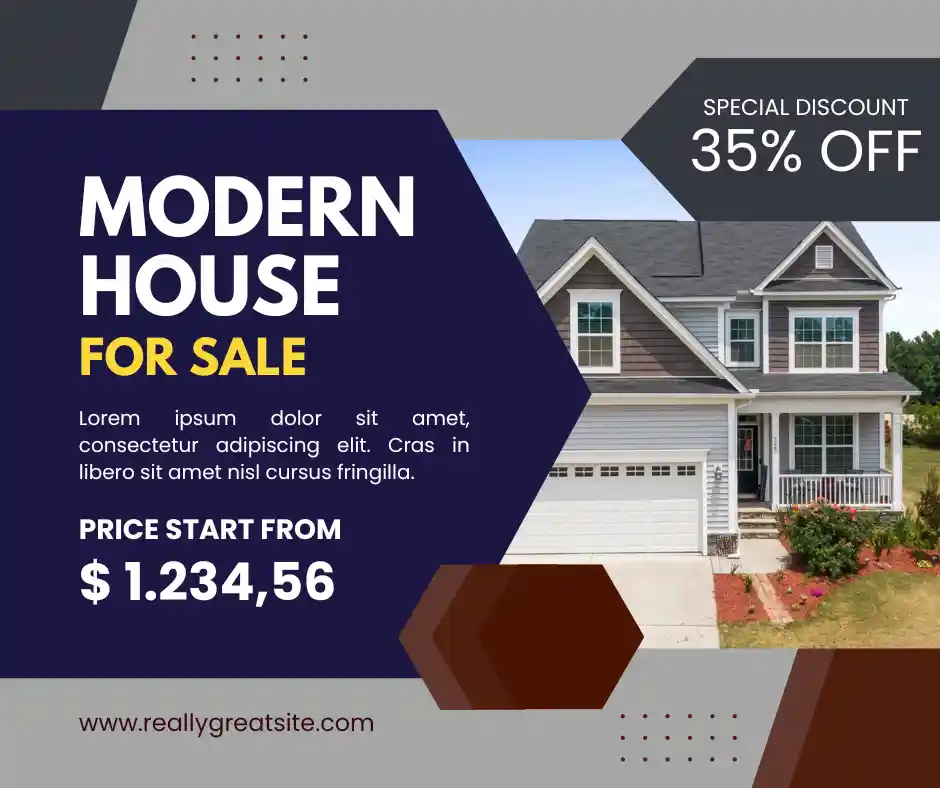 SPECIAL DISCOUNT
35% OFF
MODERN
HOUSE
FOR SALE
Lorem ipsum dolor sit amet,
consectetur adipiscing elit. Cras in
libero sit amet nisl cursus fringilla.
PRICE START FROM
$ 1.234,56
www.reallygreatsite.com